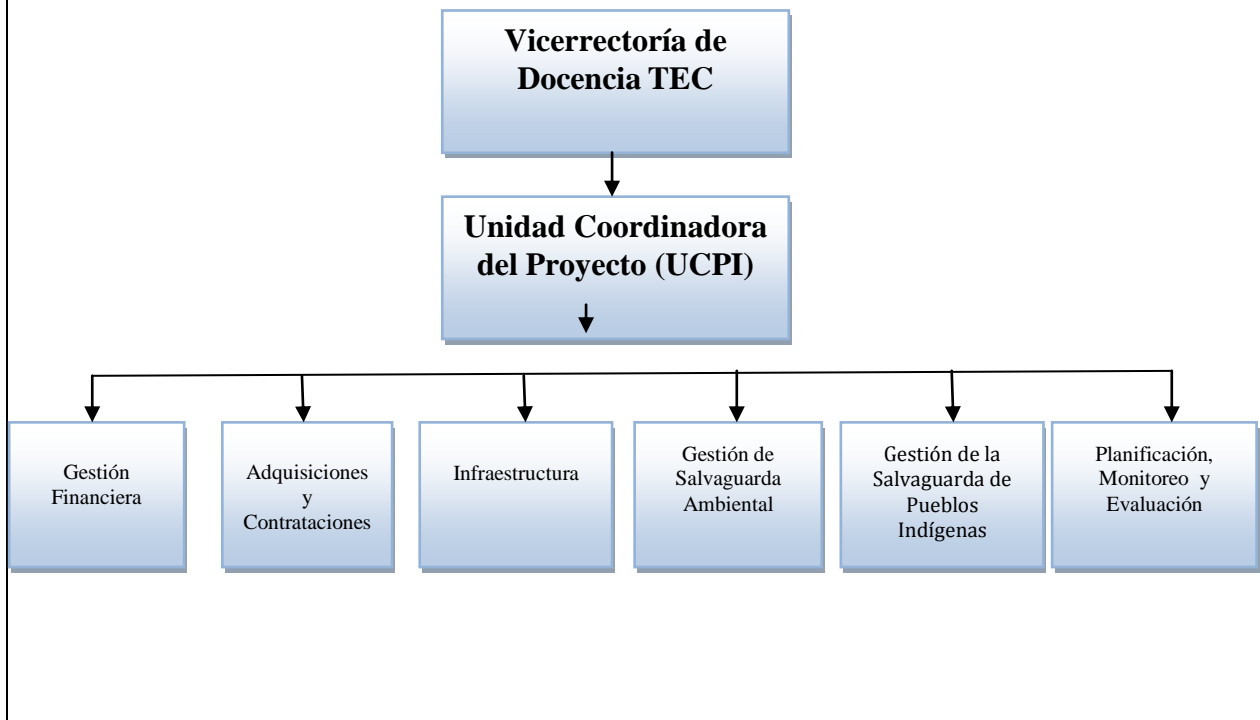 Vicerrectoría de
Docencia TEC
Unidad Coordinadora
del Proyecto (UCPI)
Gestión
Financiera
Adquisiciones
y
Contrataciones
Infraestructura
Gestión de
Salvaguarda
Ambiental
Gestión de la
Salvaguarda de
Pueblos
Indígenas
Planificación,
Monitoreo y
Evaluación